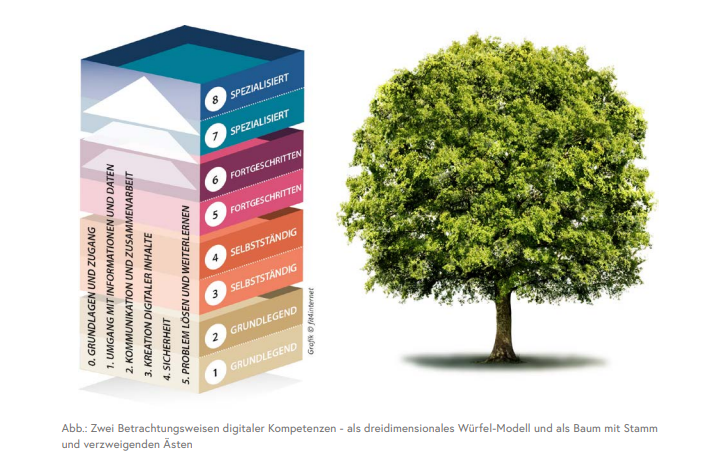 8 SPEZIALISIERT
7 SPEZIALISIERT
6 FORTGESCHRITTEN
5 FORTGESCHRITTEN
4 SELBSTSTÄNDIG
3 SELBSTSTÄNDIG
2 GRUNDLEGEND
1 GRUNDLEGEND
0. GRUNDLAGEN UND ZUGANG
1. UMGANG MIT INFORMATIONEN UND DATEN
2. KOMMUNIKATION UND ZUSAMMENARBEIT
3. KREATION DIGITALER INHALTE
4. SICHERHEIT
5. PROBLEM LÖSEN UND WEITERLERNEN
Grafik © fit4internet
Abb.: Zwei Betrachtungsweisen digitaler Kompetenzen - als dreidimensionales Würfel-Modell und als Baum mit Stamm
und verzweigenden Ästen